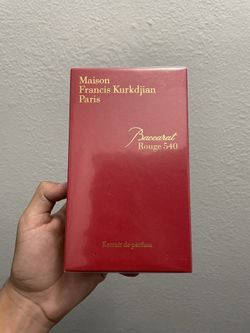 Maison
Francis Kurkdjian
Paris
Baccarat
Rouge 540
Extrait de parfum